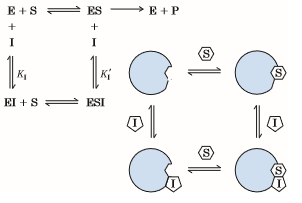 E + S ⇌ ES → E + P
+ +
I I
K_I K_I′
EI + S ⇌ ESI
S
S
I I
S
I
S
I